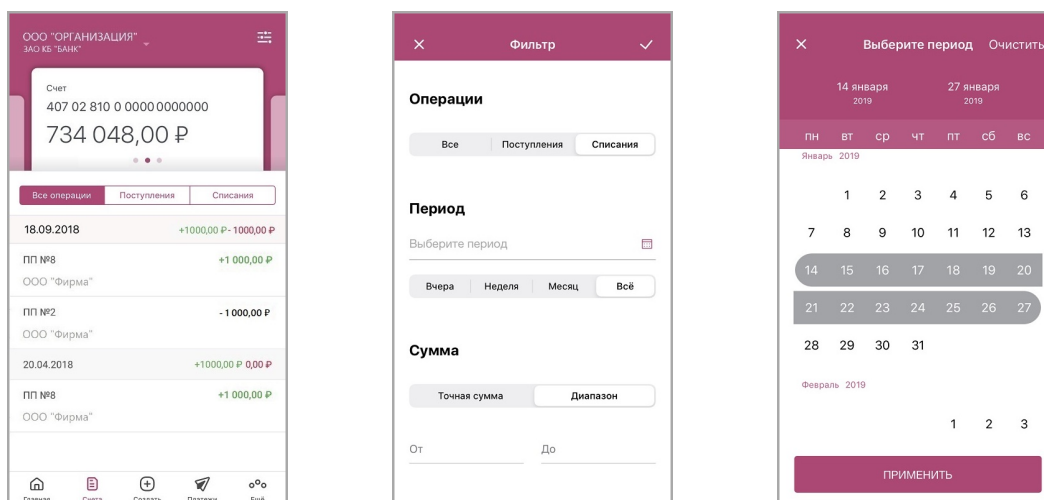 ООО "ОРГАНИЗАЦИЯ"
ЗАО КБ "БАНК"
Счет
407 02 810 0 0000 0000000
734 048,00 ₽
Все операции Поступления Списания
18.09.2018 +1000,00 ₽ - 1000,00 ₽
ПП №8 +1 000,00 ₽
ООО "Фирма"
ПП №2 - 1 000,00 ₽
ООО "Фирма"
20.04.2018 +1000,00 ₽ 0,00 ₽
ПП №8 +1 000,00 ₽
ООО "Фирма"
Главная Счета Создать Платежи Ещё
Фильтр
Операции
Все Поступления Списания
Период
Выберите период
Вчера Неделя Месяц Всё
Сумма
Точная сумма Диапазон
От До
Выберите период Очистить
14 января 27 января
2019 2019
пн вт ср чт пт сб вс
Январь 2019
1 2 3 4 5 6
7 8 9 10 11 12 13
14 15 16 17 18 19 20
21 22 23 24 25 26 27
28 29 30 31
Февраль 2019
1 2 3
ПРИМЕНИТЬ